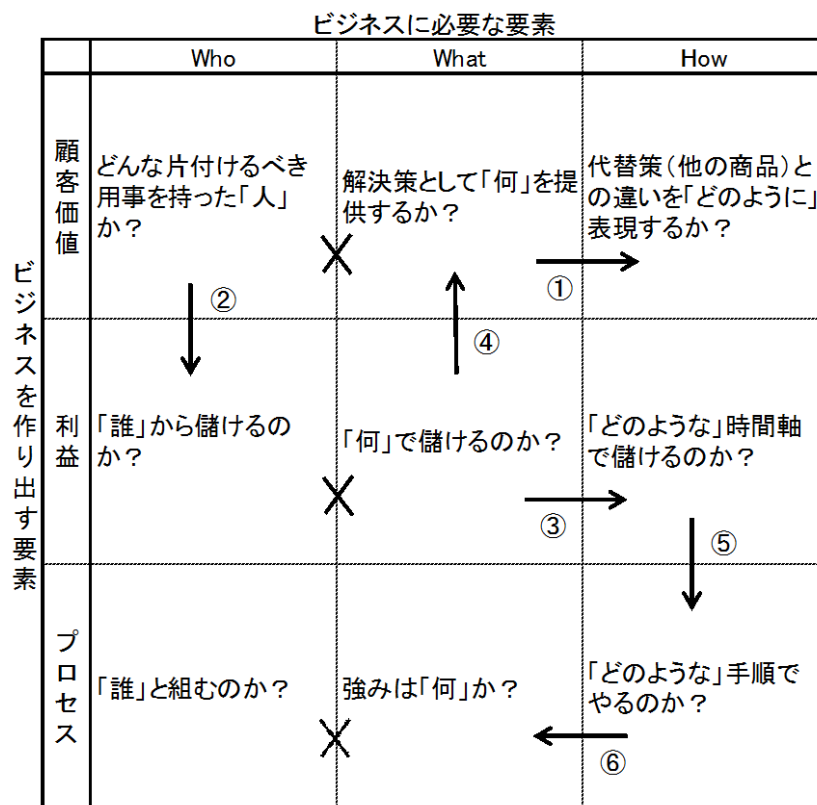 ビジネスに必要な要素
Who
What
How
ビジネスを作り出す要素
顧客価値
どんな片付けるべき
用事を持った「人」
か？
解決策として「何」を提
供するか？
代替策（他の商品）と
の違いを「どのように」
表現するか？
①
②
④
利益
「誰」から儲けるの
か？
「何」で儲けるのか？
「どのような」時間軸
で儲けるのか？
③
⑤
プロセス
「誰」と組むのか？
強みは「何」か？
「どのような」手順で
やるのか？
⑥